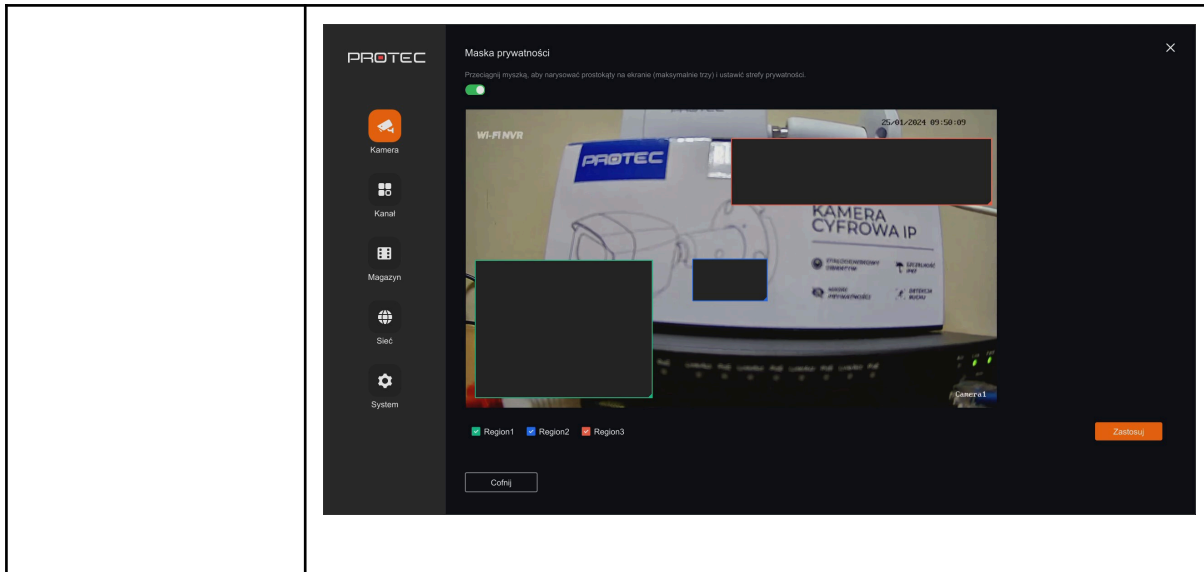 PROTEC
Maska prywatności
Przeciągnij myszką, aby narysować prostokąty na ekranie (maksymalnie trzy) i ustawić strefy prywatności.
Kamera
Kanał
Magazyn
Sieć
System
25/01/2024 09:50:09
WI-FI NVR
PROTEC
KAMERA
CYFROWA IP
DETEKCJA
RUCHU
Camera1
Region1 Region2 Region3
Zastosuj
Cofnij